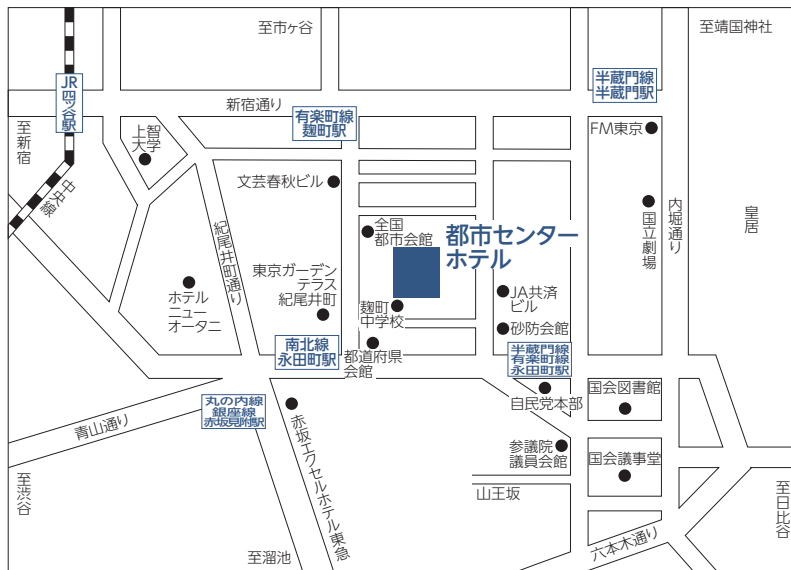 至市ヶ谷
至靖国神社
JR
四ツ谷駅
半蔵門線
半蔵門駅
新宿通り
有楽町線
麹町駅
至新宿
上智
大学
FM東京
中央線
文芸春秋ビル
紀尾井町通り
全国
都市会館
都市センター
ホテル
国立劇場
内堀通り
皇居
東京ガーデン
テラス
紀尾井町
ホテル
ニュー
オータニ
麹町
中学校
JA共済
ビル
砂防会館
南北線
永田町駅
都道府県
会館
半蔵門線
有楽町線
永田町駅
丸の内線
銀座線
赤坂見附駅
自民党本部
国会図書館
青山通り
赤坂エクセルホテル東急
参議院
議員会館
国会議事堂
至渋谷
山王坂
至日比谷
至溜池
六本木通り